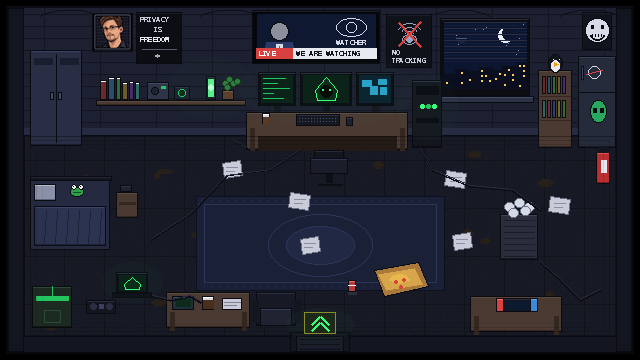 PRIVACY
IS
FREEDOM
WATCHER
LIVE
WE ARE WATCHING
NO
TRACKING